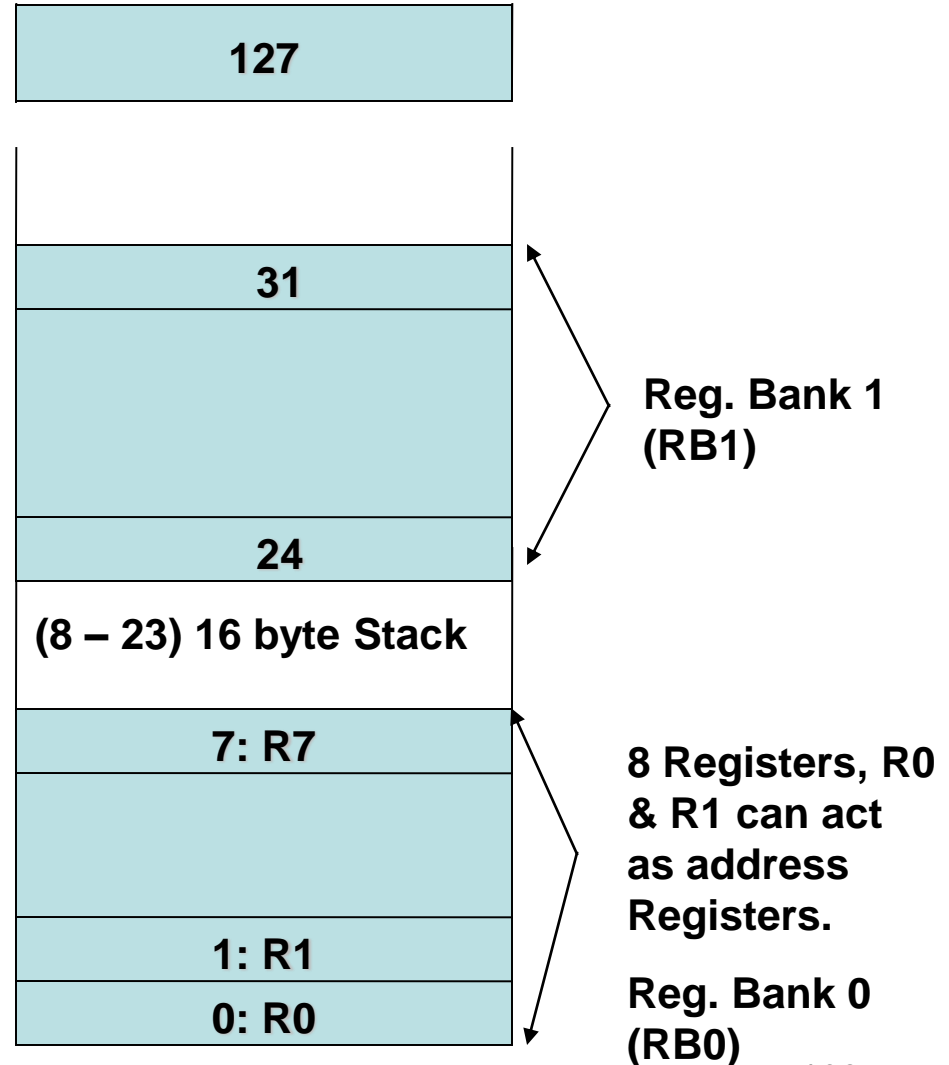 127
31
Reg. Bank 1
(RB1)
24
(8 – 23) 16 byte Stack
7: R7
8 Registers, R0
& R1 can act
as address
Registers.
1: R1
Reg. Bank 0
0: R0
(RB0)